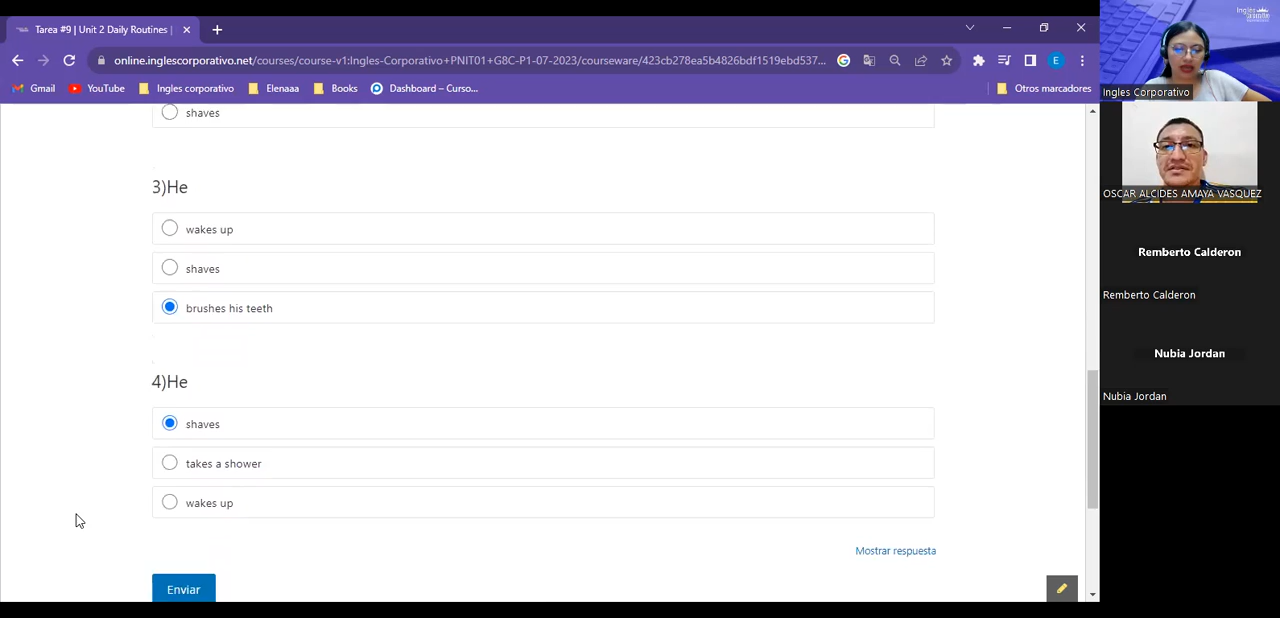 Tarea #9 | Unit 2 Daily Routines |
online.inglescorporativo.net/courses/course-v1:Ingles-Corporativo+PNIT01+G8C-P1-07-2023/courseware/423cb278ea5b4826bdf1519ebd537...
E
Gmail YouTube Ingles corporativo Elenaaa Books Dashboard – Curso... Otros marcadores
shaves
3)He
wakes up
shaves
brushes his teeth
4)He
shaves
takes a shower
wakes up
Mostrar respuesta
Enviar
Ingles Corporativo
OSCAR ALCIDES AMAYA VASQUEZ
Remberto Calderon
Remberto Calderon
Nubia Jordan
Nubia Jordan